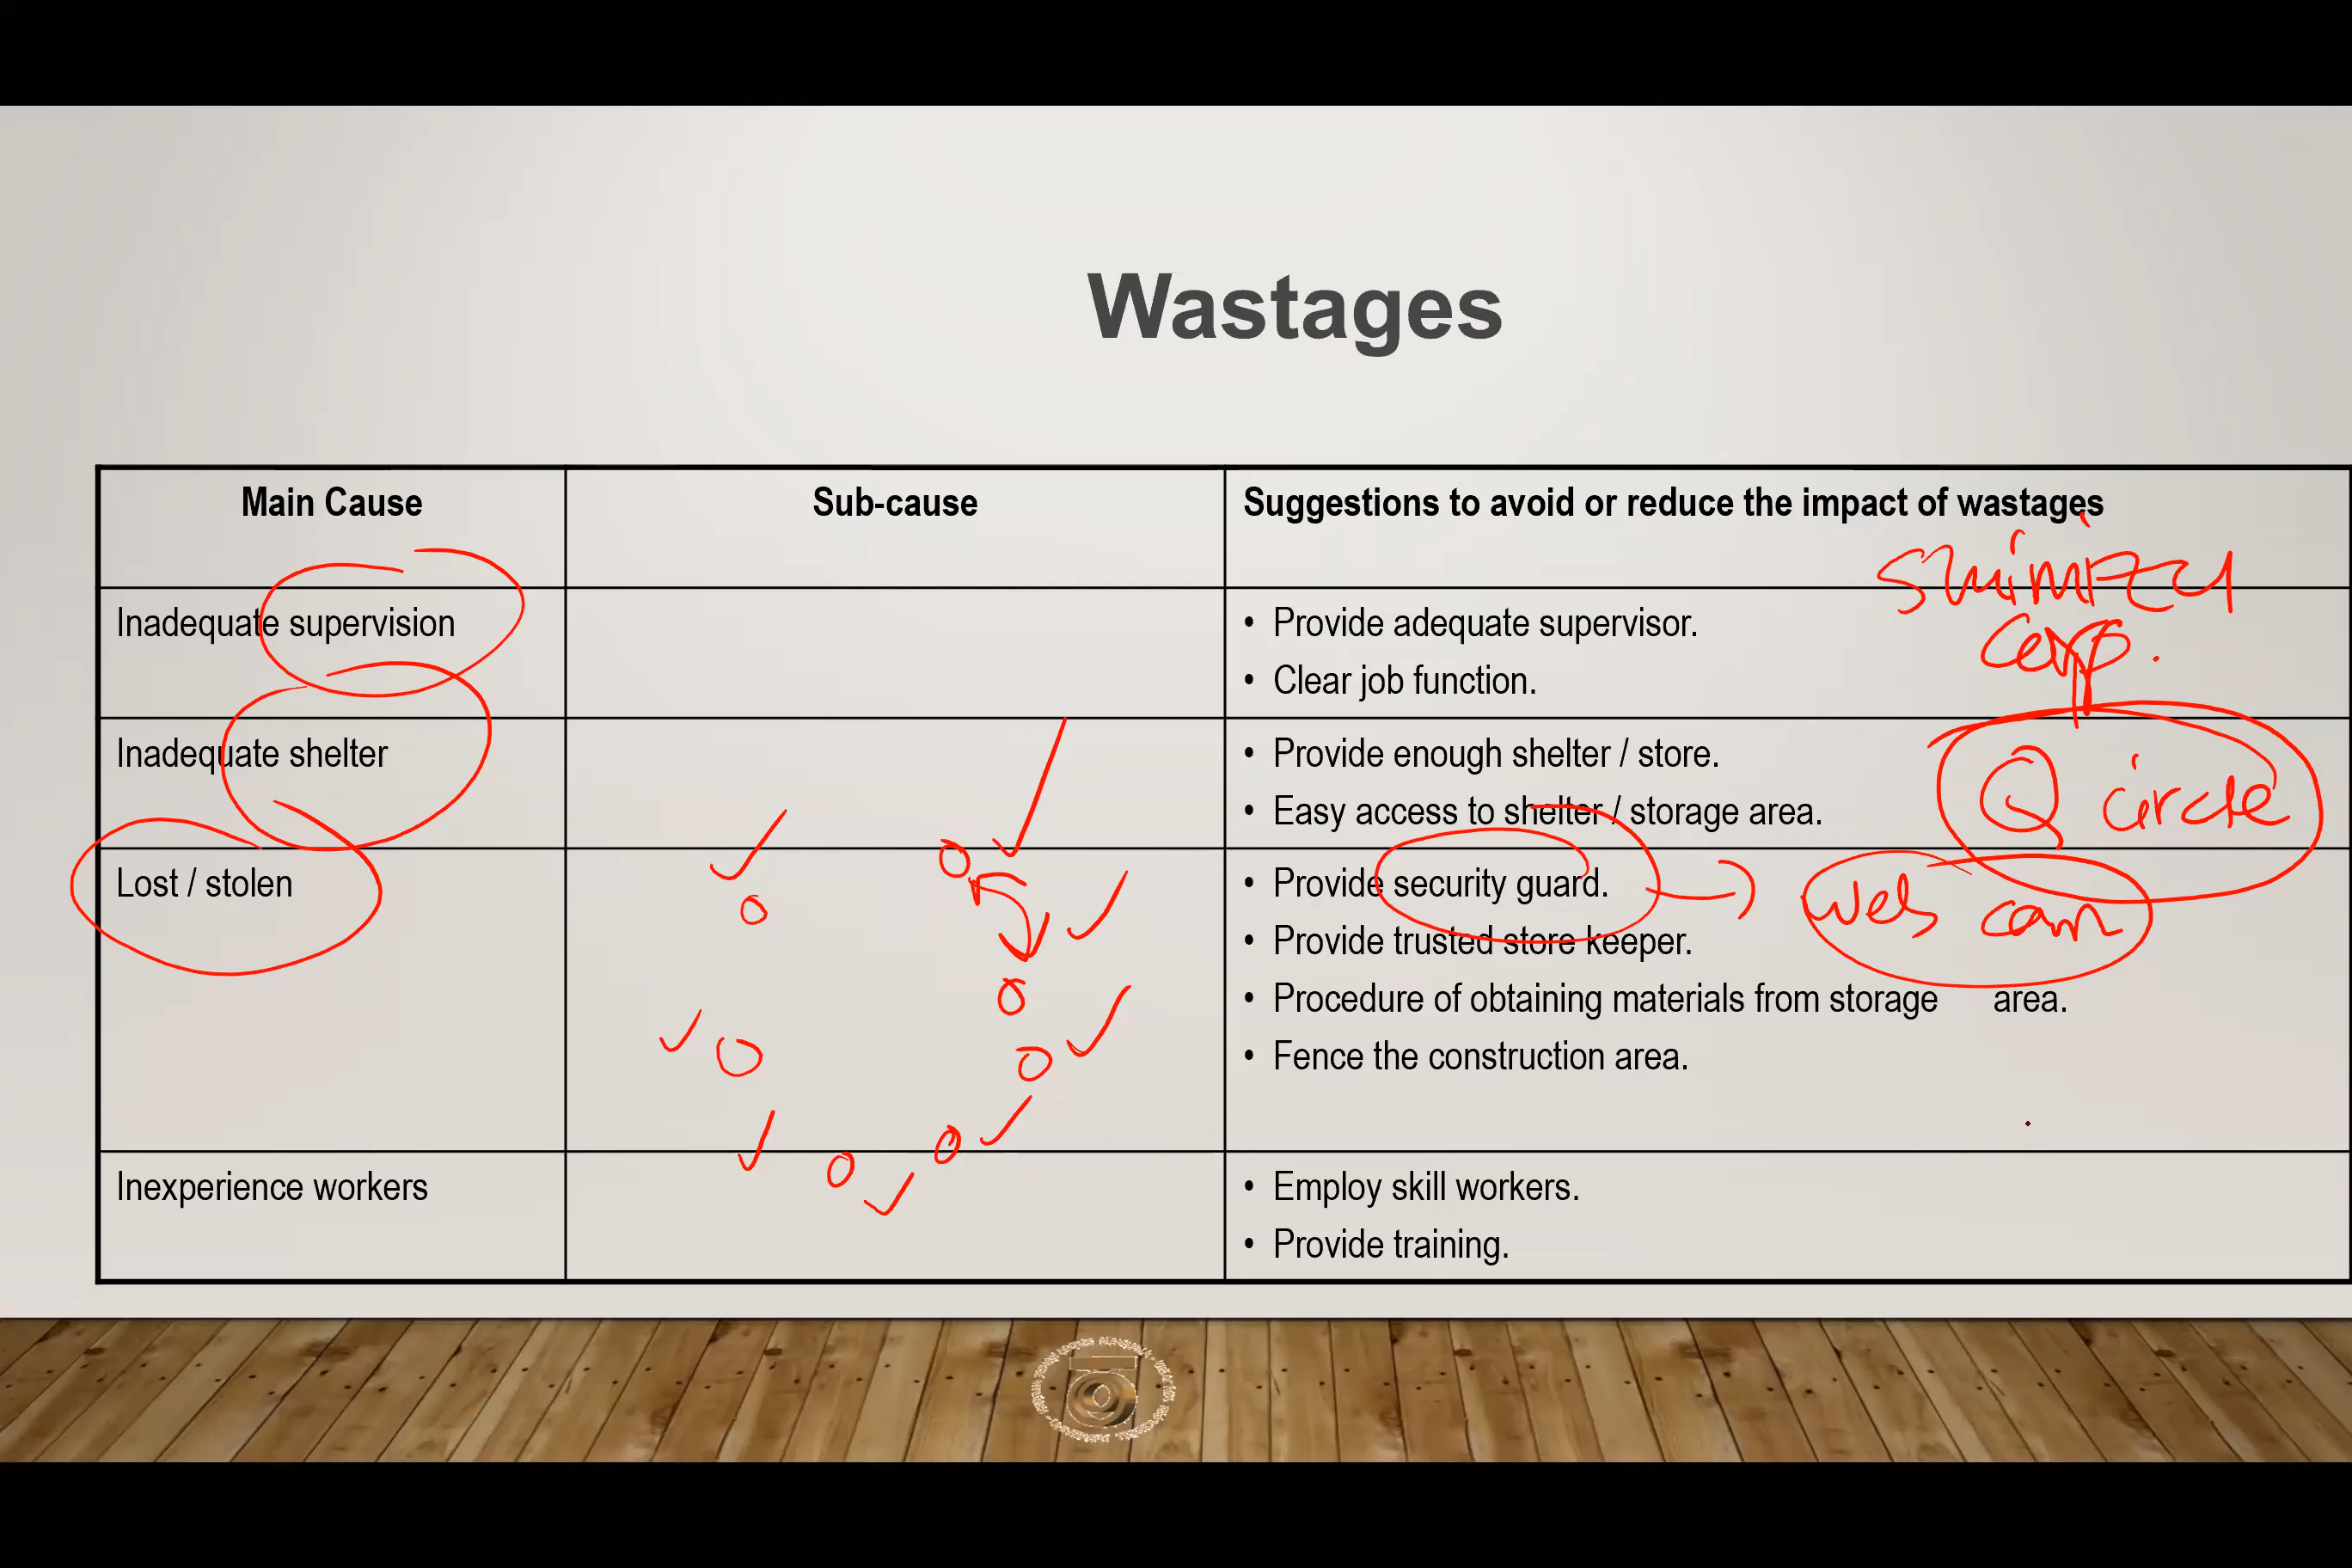 Wastages
Main Cause
Sub-cause
Suggestions to avoid or reduce the impact of wastages
Inadequate supervision
• Provide adequate supervisor.
• Clear job function.
Inadequate shelter
• Provide enough shelter / store.
• Easy access to shelter / storage area.
Lost / stolen
• Provide security guard.
• Provide trusted store keeper.
• Procedure of obtaining materials from storage area.
• Fence the construction area.
Inexperience workers
• Employ skill workers.
• Provide training.
Q circle
web cam